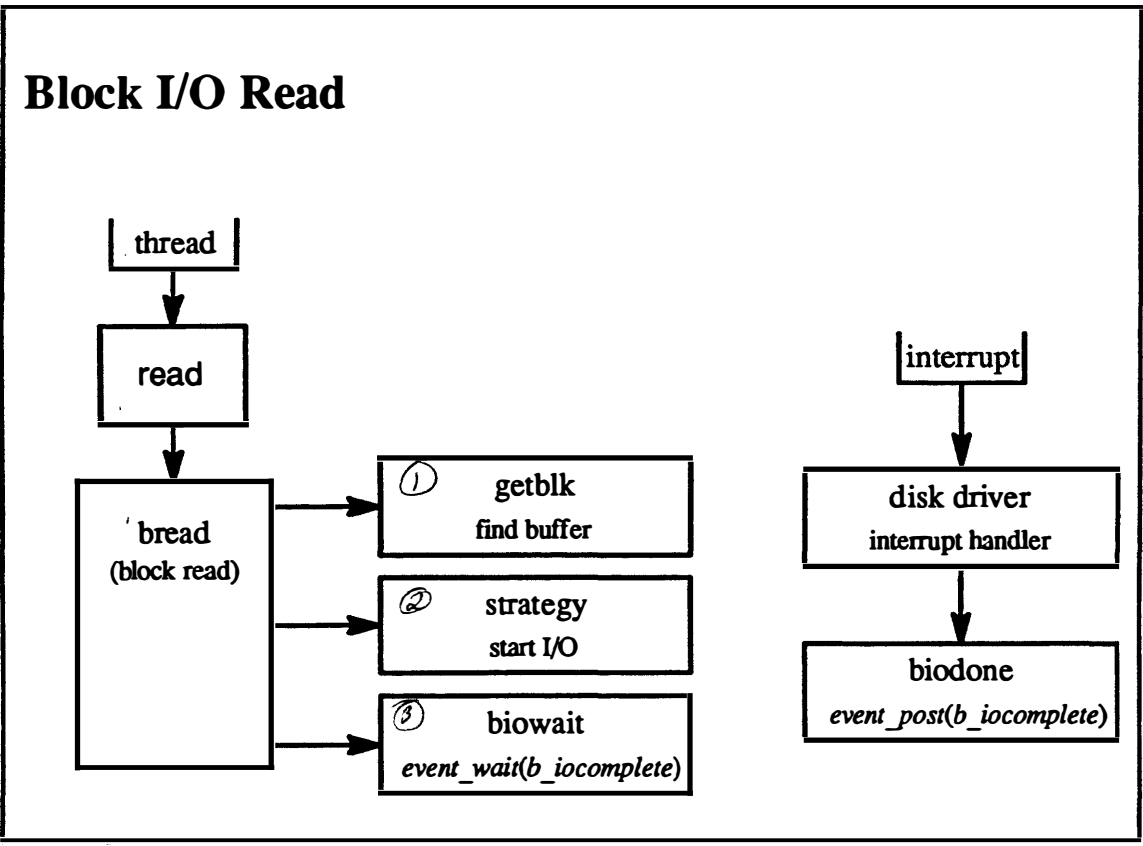 Block I/O Read
thread
read
bread
(block read)
① getblk
find buffer
② strategy
start I/O
③ biowait
event_wait(b_iocomplete)
interrupt
disk driver
interrupt handler
biodone
event_post(b_iocomplete)